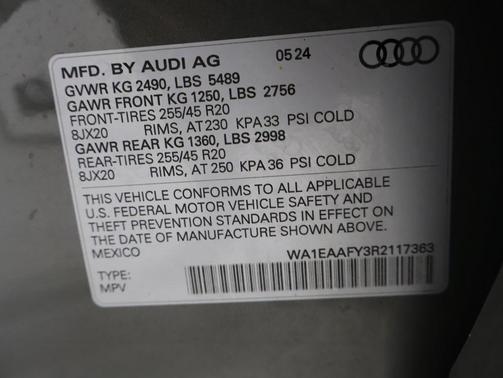 MFD. BY AUDI AG 05 24
GVWR KG 2490, LBS 5489
GAWR FRONT KG 1250, LBS 2756
FRONT-TIRES 255/45 R20
8JX20 RIMS, AT 230 KPA 33 PSI COLD
GAWR REAR KG 1360, LBS 2998
REAR-TIRES 255/45 R20
8JX20 RIMS, AT 250 KPA 36 PSI COLD
THIS VEHICLE CONFORMS TO ALL APPLICABLE
U.S. FEDERAL MOTOR VEHICLE SAFETY AND
THEFT PREVENTION STANDARDS IN EFFECT ON
THE DATE OF MANUFACTURE SHOWN ABOVE.
MEXICO WA1EAAFY3R2117363
TYPE:
MPV